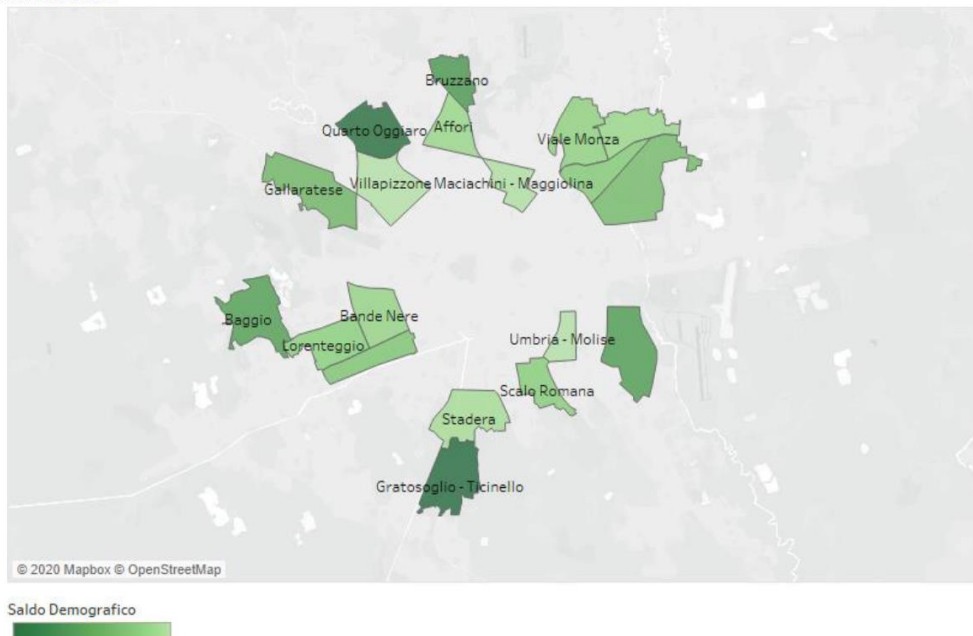 Bruzzano
Quarto Oggiaro
Affori
Viale Monza
Gallaratese
Villapizzone
Maciachini - Maggiolina
Baggio
Bande Nere
Lorenteggio
Umbria - Molise
Scalo Romana
Stadera
Gratosoglio - Ticinello
© 2020 Mapbox © OpenStreetMap
Saldo Demografico